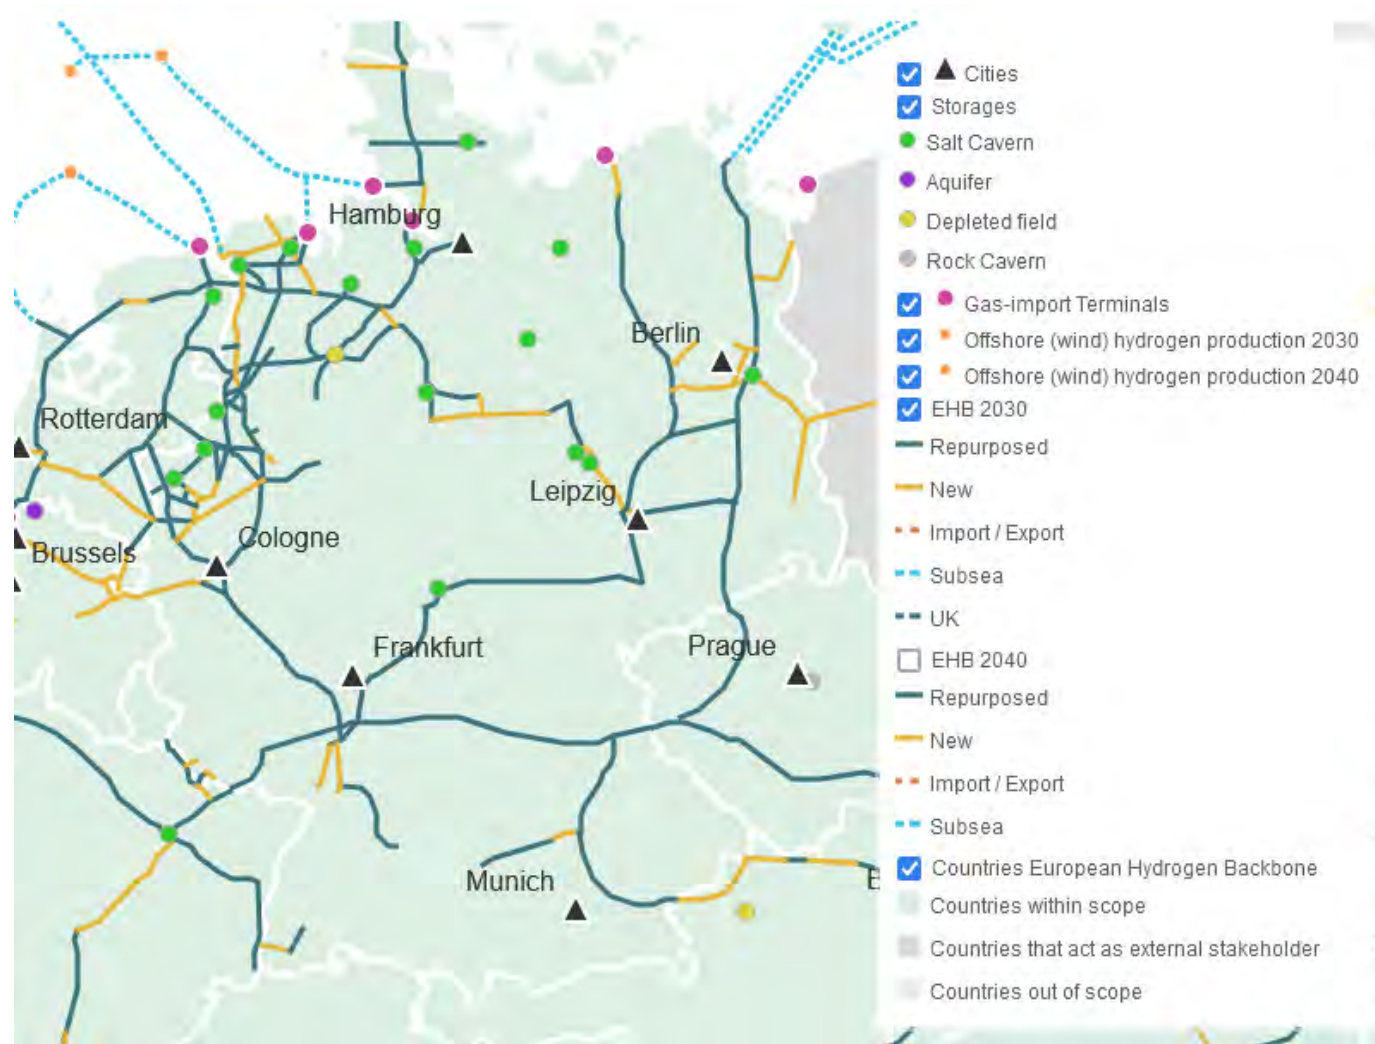 Cities
Storages
Salt Cavern
Aquifer
Depleted field
Rock Cavern
Gas-import Terminals
Offshore (wind) hydrogen production 2030
Offshore (wind) hydrogen production 2040
EHB 2030
Repurposed
New
Import / Export
Subsea
UK
EHB 2040
Repurposed
New
Import / Export
Subsea
Countries European Hydrogen Backbone
Countries within scope
Countries that act as external stakeholder
Countries out of scope
Hamburg
Berlin
Rotterdam
Leipzig
Cologne
Brussels
Frankfurt
Prague
Munich